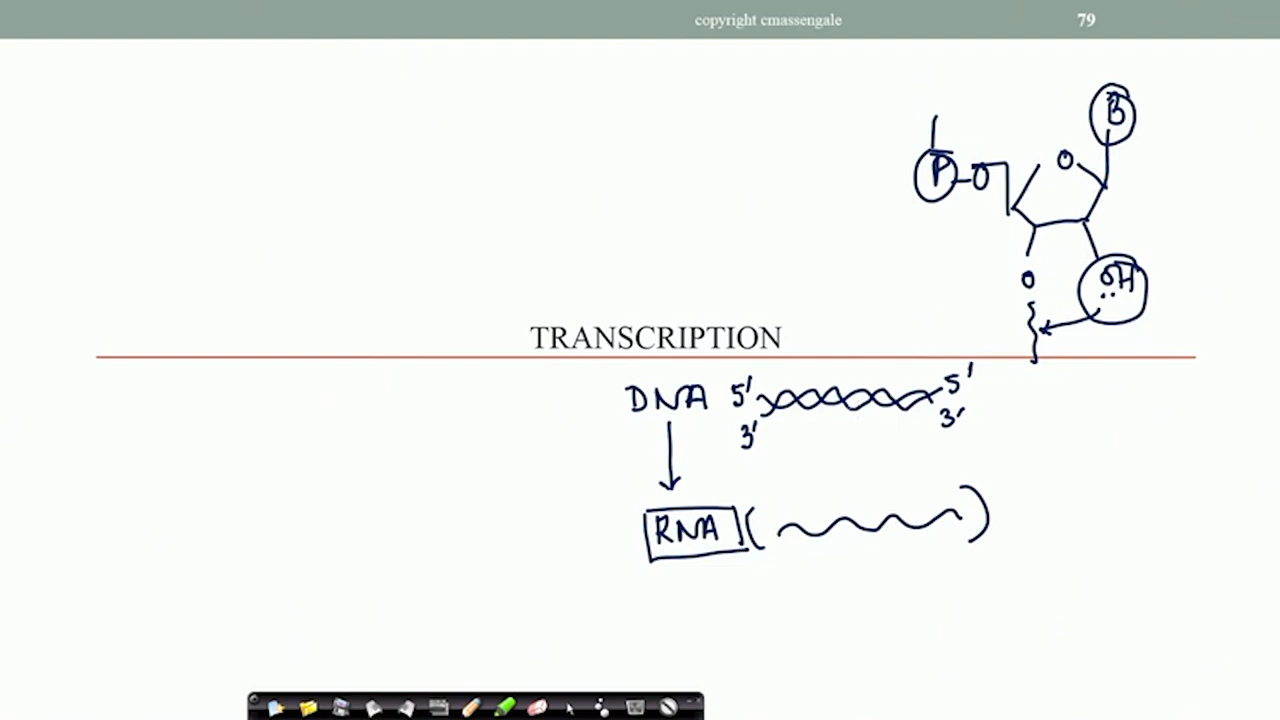 copyright cmassengale 79
B
P-O O
O OH
TRANSCRIPTION
DNA 5' 5'
3' 3'
RNA ( )